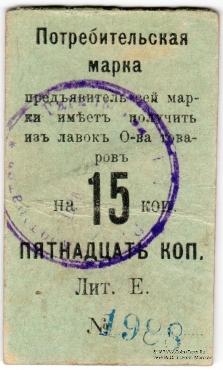 Потребительская
марка
предъявитель сей мар-
ки имѣетъ получить
изъ лавокъ О-ва това-
ровъ
на 15 коп
ПЯТНАДЦАТЬ КОП.
Лит. Е.
№ 1988